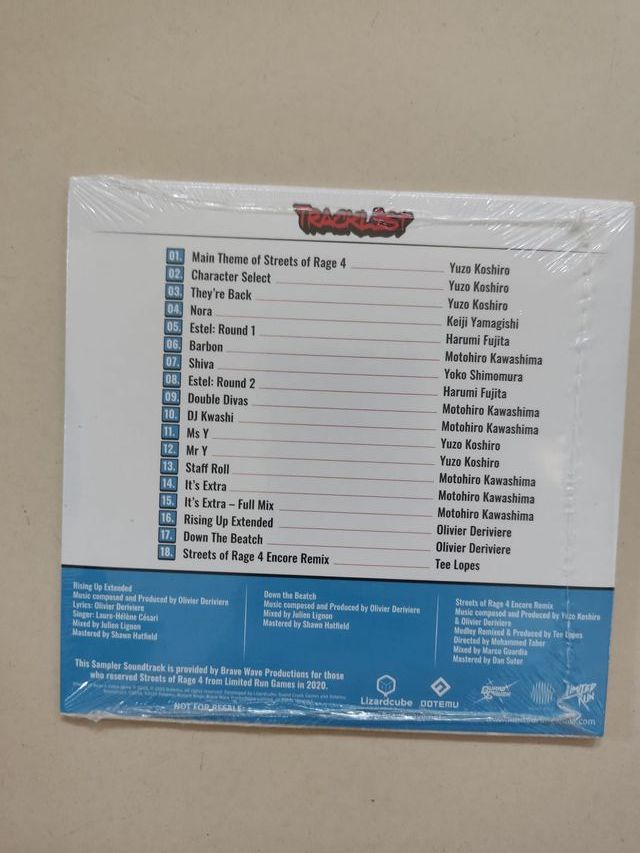 TRACKLIST
01. Main Theme of Streets of Rage 4 Yuzo Koshiro
02. Character Select Yuzo Koshiro
03. They're Back Yuzo Koshiro
04. Nora Keiji Yamagishi
05. Estel: Round 1 Harumi Fujita
06. Barbon Motohiro Kawashima
07. Shiva Yoko Shimomura
08. Estel: Round 2 Harumi Fujita
09. Double Divas Motohiro Kawashima
10. DJ Kwashi Motohiro Kawashima
11. Ms Y Yuzo Koshiro
12. Mr Y Yuzo Koshiro
13. Staff Roll Motohiro Kawashima
14. It's Extra Motohiro Kawashima
15. It's Extra – Full Mix Motohiro Kawashima
16. Rising Up Extended Olivier Deriviere
17. Down The Beatch Olivier Deriviere
18. Streets of Rage 4 Encore Remix Tee Lopes
Rising Up Extended
Music composed and Produced by Olivier Deriviere
Lyrics: Olivier Deriviere
Singer: Laura-Hélène Césari
Mixed by Julien Lignon
Mastered by Shawn Hatfield
Down the Beatch
Music composed and Produced by Olivier Deriviere
Mixed by Julien Lignon
Mastered by Shawn Hatfield
Streets of Rage 4 Encore Remix
Music composed and Produced by Yuzo Koshiro
& Olivier Deriviere
Medley Remixed & Produced by Tee Lopes
Directed by Mohammed Taher
Mixed by Marco Guardia
Mastered by Dan Suter
This Sampler Soundtrack is provided by Brave Wave Productions for those
who reserved Streets of Rage 4 from Limited Run Games in 2020.
NOT FOR RESALE
Lizardcube
DOTEMU
LIMITED
RUN